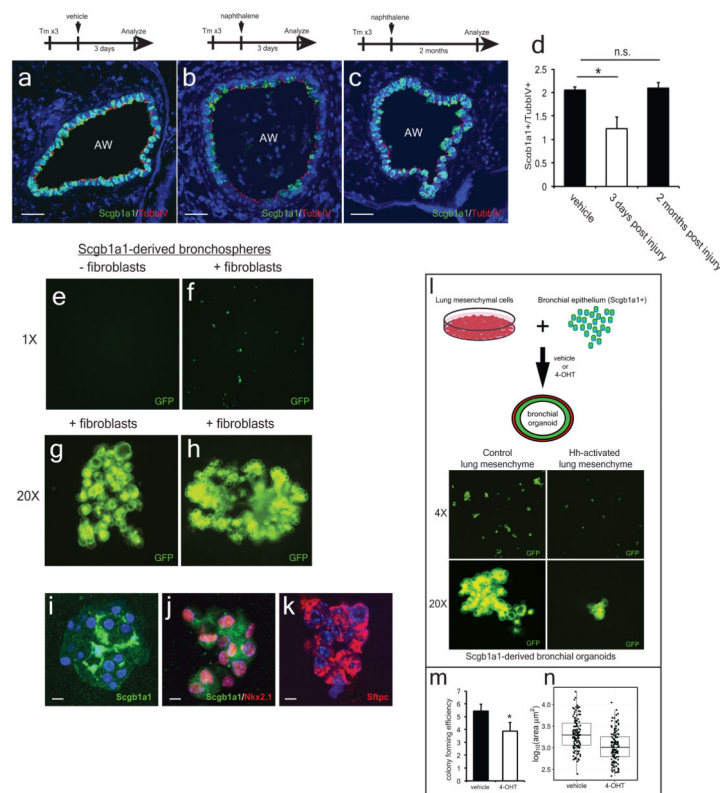 vehicle
Tm x3 Analyze
3 days
naphthalene
Tm x3 Analyze
3 days
naphthalene
Tm x3 Analyze
2 months
a
AW
Scgb1a1/TubbIV
b
AW
Scgb1a1/TubbIV
c
AW
Scgb1a1/TubbIV
d
n.s.
*
Scgb1a1+/TubbIV+
2.5
2
1.5
1
0.5
0
vehicle
3 days post injury
2 months post injury
Scgb1a1-derived bronchospheres
- fibroblasts + fibroblasts
1X
e
GFP
f
GFP
+ fibroblasts + fibroblasts
20X
g
GFP
h
GFP
i
Scgb1a1
j
Scgb1a1/Nkx2.1
k
Sftpc
l
Lung mesenchymal cells
Bronchial epithelium (Scgb1a1+)
+
vehicle
or
4-OHT
bronchial
organoid
Control
lung mesenchyme
Hh-activated
lung mesenchyme
4X
GFP
GFP
20X
GFP
GFP
Scgb1a1-derived bronchial organoids
m
colony forming efficiency
7
6
5
4
3
2
1
0
*
vehicle 4-OHT
n
log10(area µm²)
4.0
3.5
3.0
2.5
vehicle 4-OHT